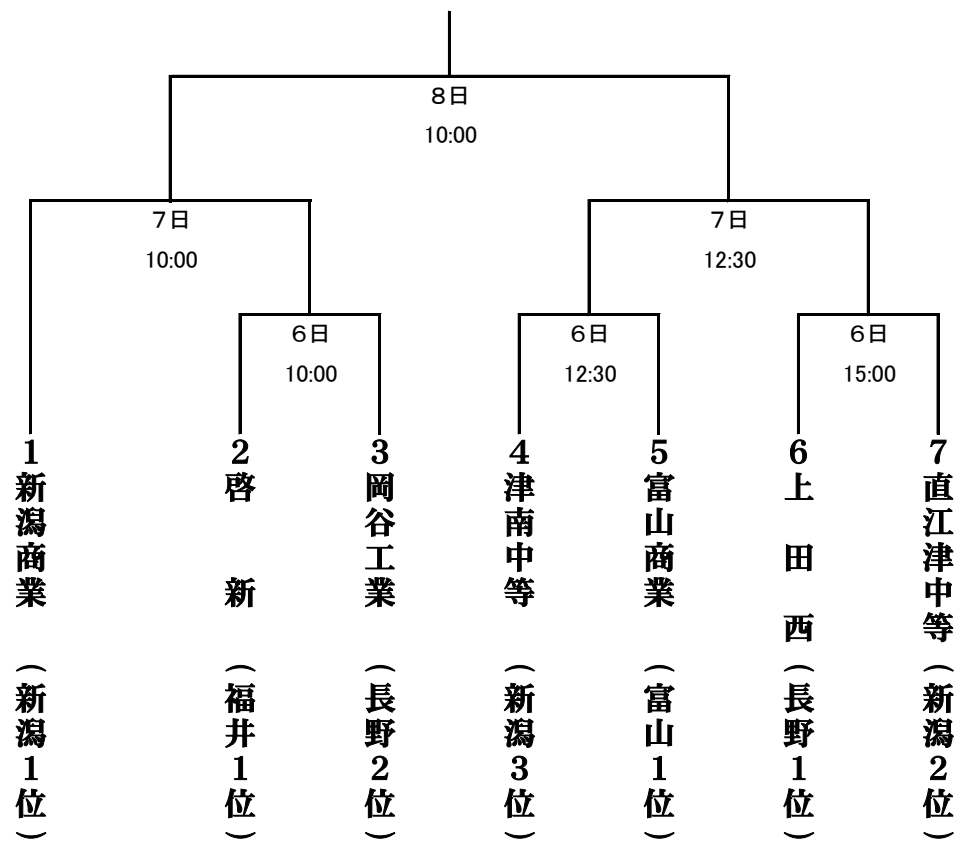 ８日
10:00
７日
10:00
７日
12:30
６日
10:00
６日
12:30
６日
15:00
１新潟商業（新潟１位）
２啓新（福井１位）
３岡谷工業（長野２位）
４津南中等（新潟３位）
５富山商業（富山１位）
６上田西（長野１位）
７直江津中等（新潟２位）